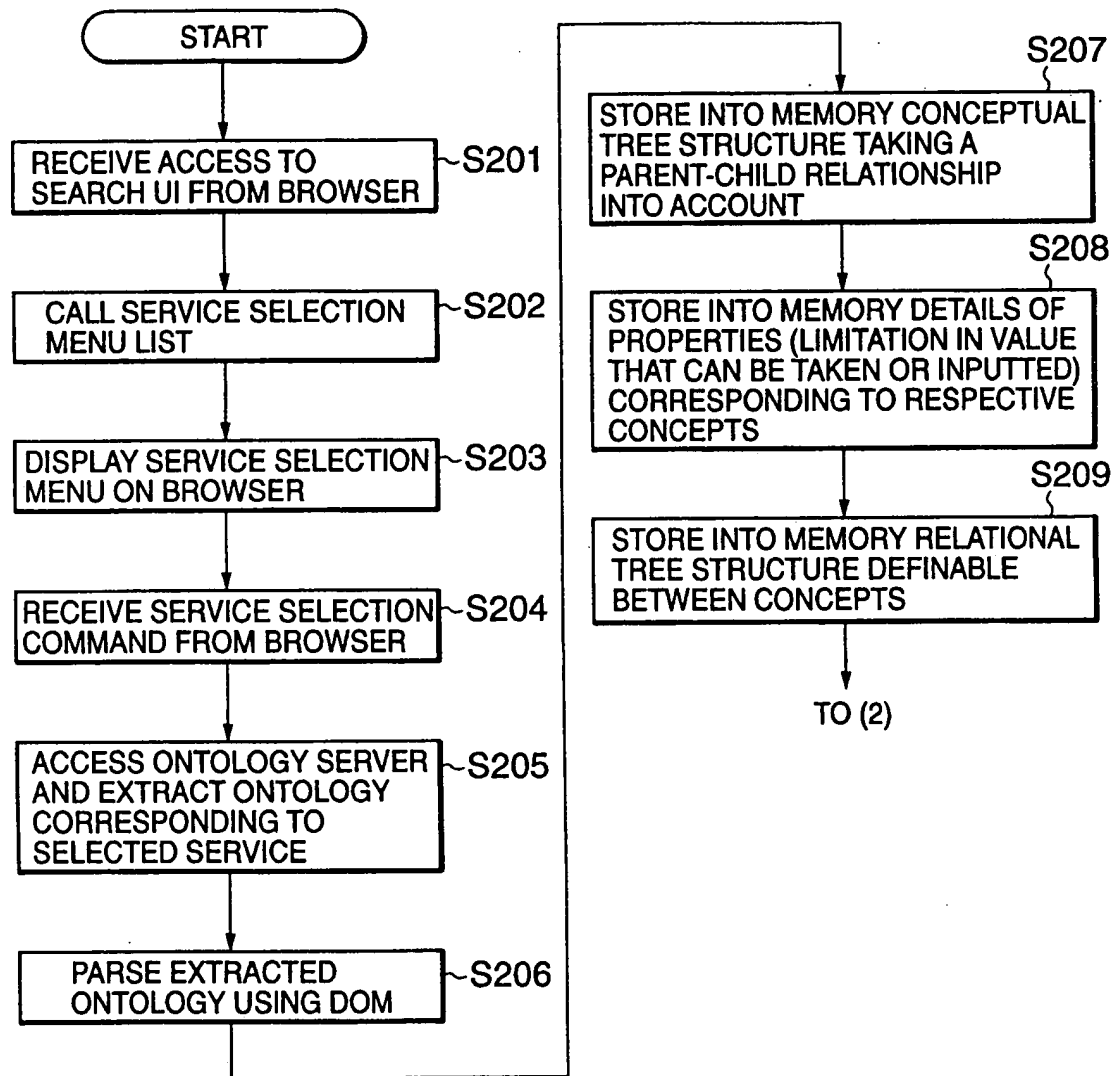 START
RECEIVE ACCESS TO
SEARCH UI FROM BROWSER
S201
CALL SERVICE SELECTION
MENU LIST
S202
DISPLAY SERVICE SELECTION
MENU ON BROWSER
S203
RECEIVE SERVICE SELECTION
COMMAND FROM BROWSER
S204
ACCESS ONTOLOGY SERVER
AND EXTRACT ONTOLOGY
CORRESPONDING TO
SELECTED SERVICE
S205
PARSE EXTRACTED
ONTOLOGY USING DOM
S206
S207
STORE INTO MEMORY CONCEPTUAL
TREE STRUCTURE TAKING A
PARENT-CHILD RELATIONSHIP
INTO ACCOUNT
S208
STORE INTO MEMORY DETAILS OF
PROPERTIES (LIMITATION IN VALUE
THAT CAN BE TAKEN OR INPUTTED)
CORRESPONDING TO RESPECTIVE
CONCEPTS
S209
STORE INTO MEMORY RELATIONAL
TREE STRUCTURE DEFINABLE
BETWEEN CONCEPTS
TO (2)